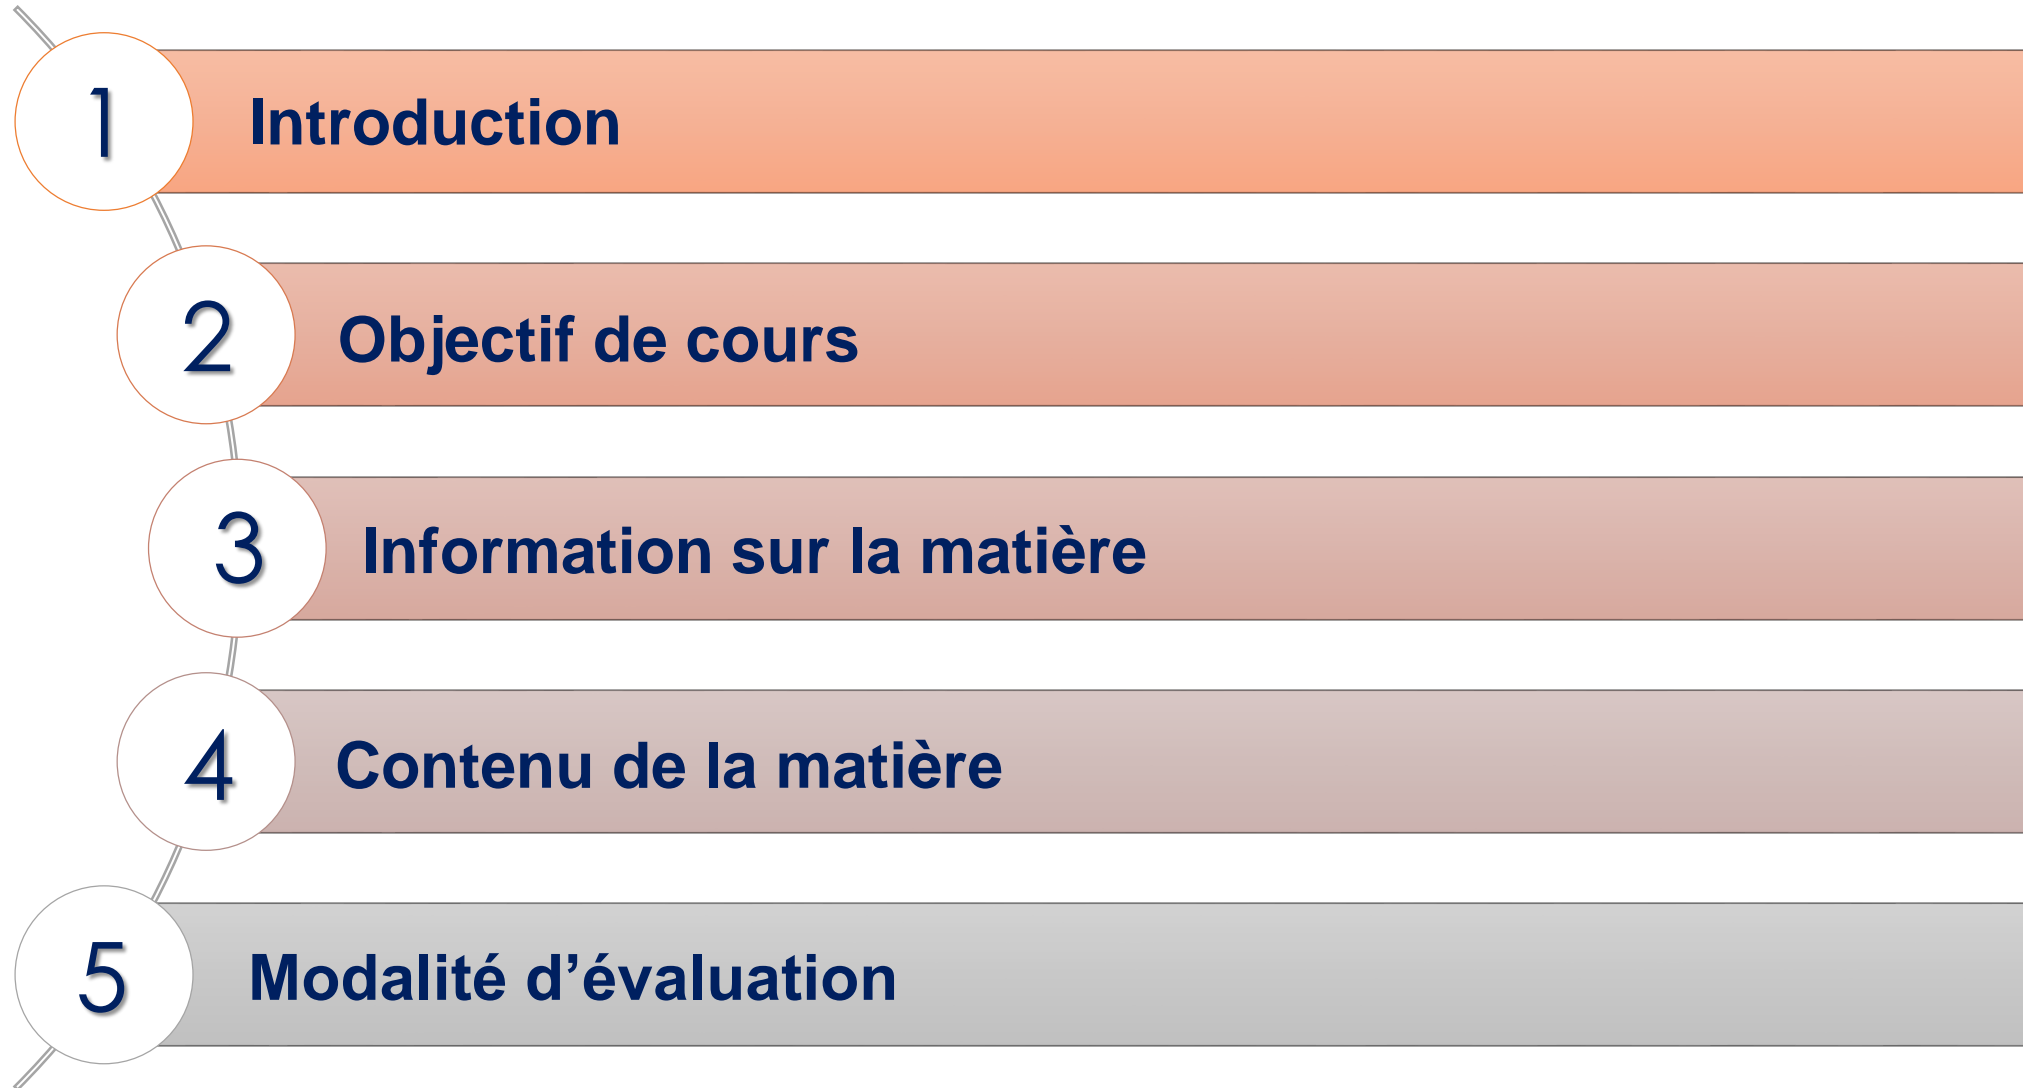 1 Introduction
2 Objectif de cours
3 Information sur la matière
4 Contenu de la matière
5 Modalité d’évaluation